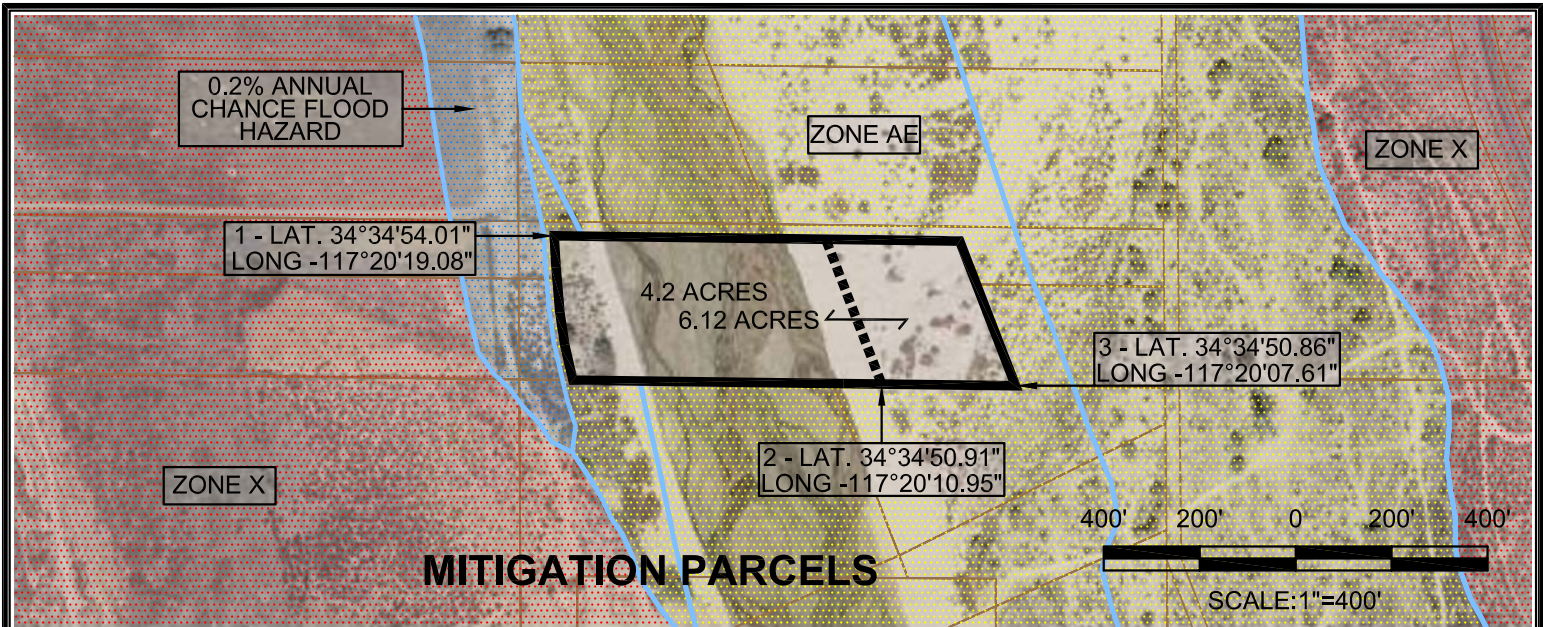 0.2% ANNUAL
CHANCE FLOOD
HAZARD
ZONE AE
ZONE X
1 - LAT. 34°34'54.01"
LONG -117°20'19.08"
4.2 ACRES
6.12 ACRES
3 - LAT. 34°34'50.86"
LONG -117°20'07.61"
2 - LAT. 34°34'50.91"
LONG -117°20'10.95"
ZONE X
400' 200' 0' 200' 400'
MITIGATION PARCELS
SCALE:1"=400'